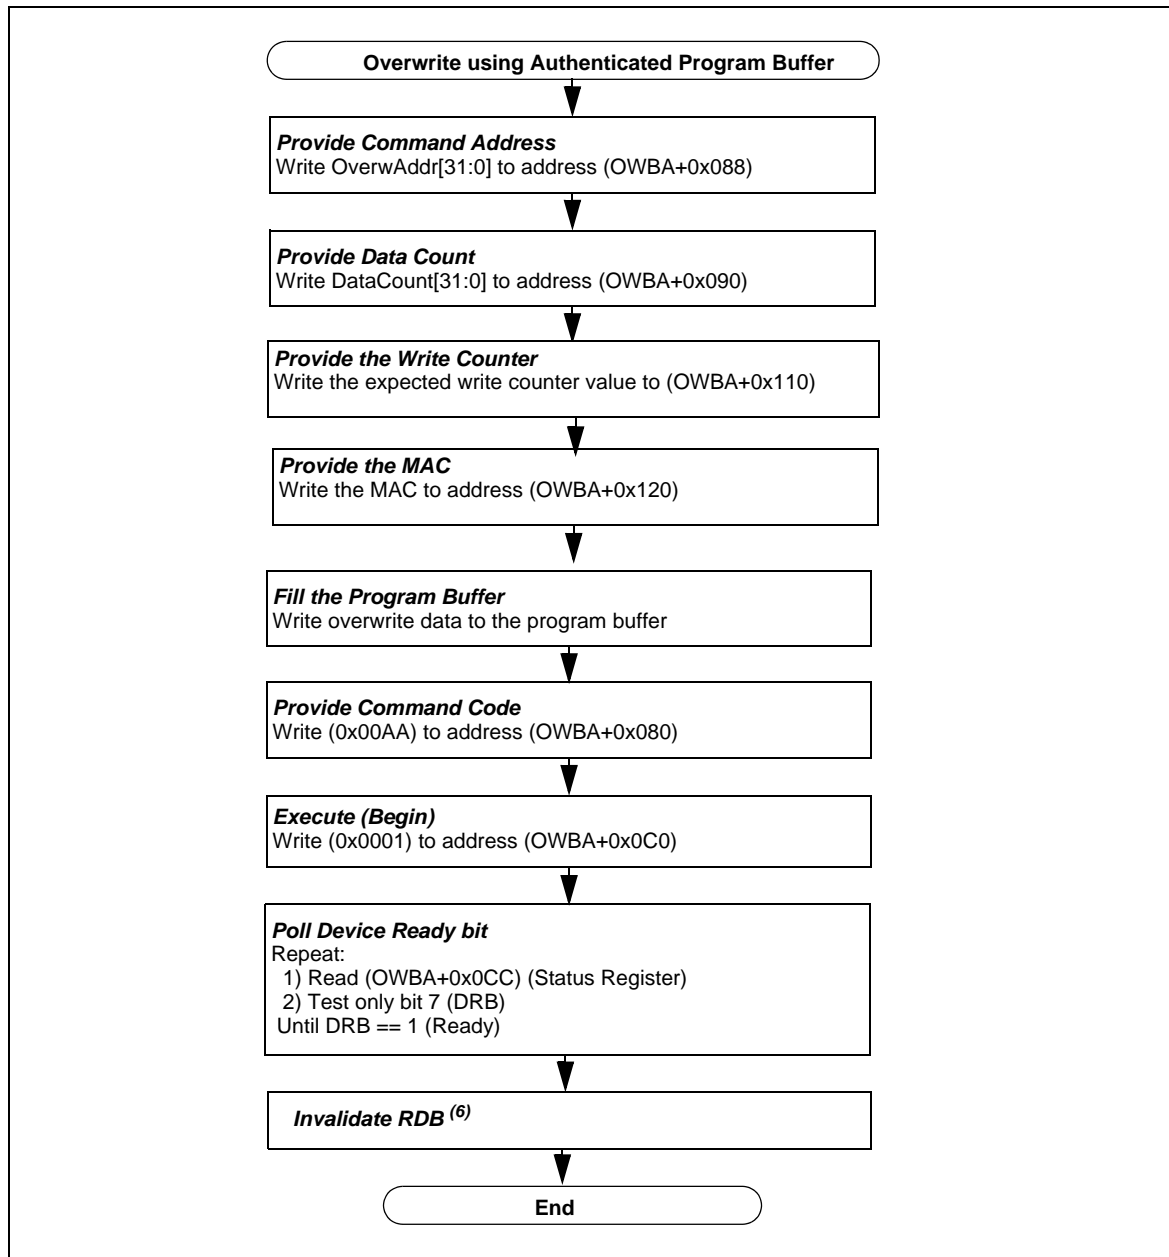 Overwrite using Authenticated Program Buffer
Provide Command Address
Write OverwAddr[31:0] to address (OWBA+0x088)
Provide Data Count
Write DataCount[31:0] to address (OWBA+0x090)
Provide the Write Counter
Write the expected write counter value to (OWBA+0x110)
Provide the MAC
Write the MAC to address (OWBA+0x120)
Fill the Program Buffer
Write overwrite data to the program buffer
Provide Command Code
Write (0x00AA) to address (OWBA+0x080)
Execute (Begin)
Write (0x0001) to address (OWBA+0x0C0)
Poll Device Ready bit
Repeat:
1) Read (OWBA+0x0CC) (Status Register)
2) Test only bit 7 (DRB)
Until DRB == 1 (Ready)
Invalidate RDB (6)
End